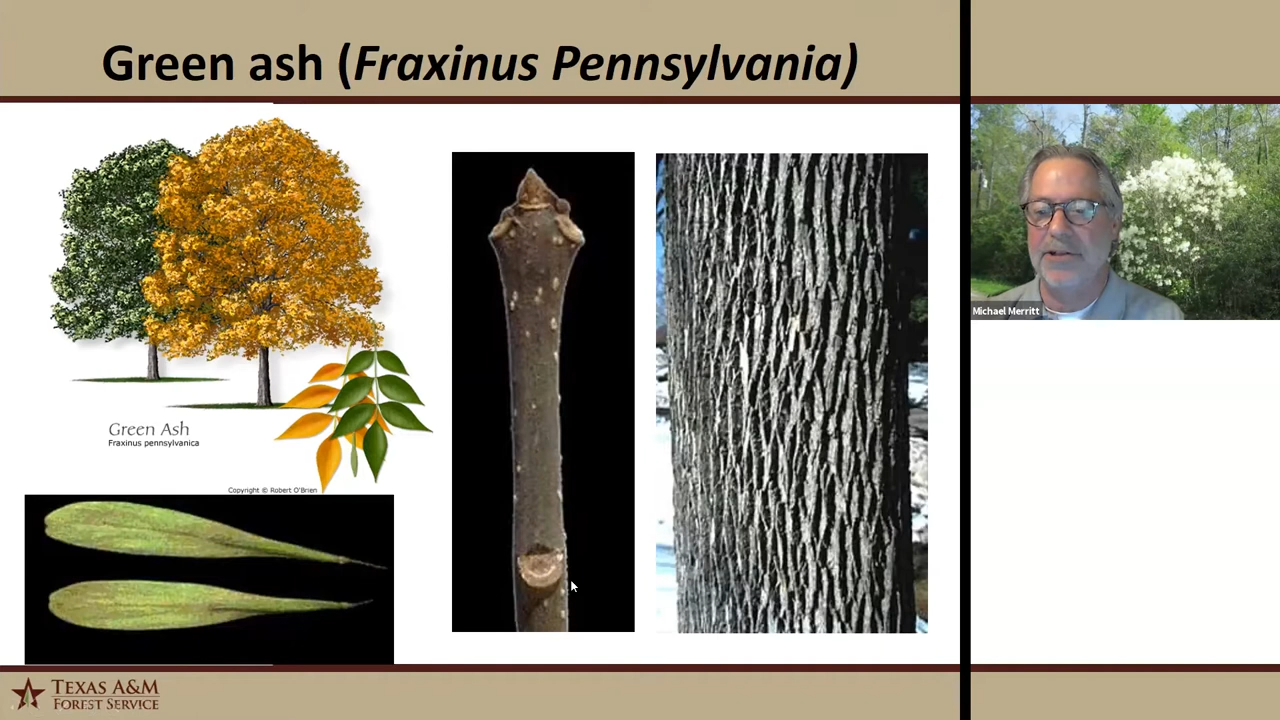 Green ash (Fraxinus Pennsylvania)
Michael Merritt
Green Ash
Fraxinus pennsylvanica
Copyright © Robert O'Brien
TEXAS A&M
FOREST SERVICE